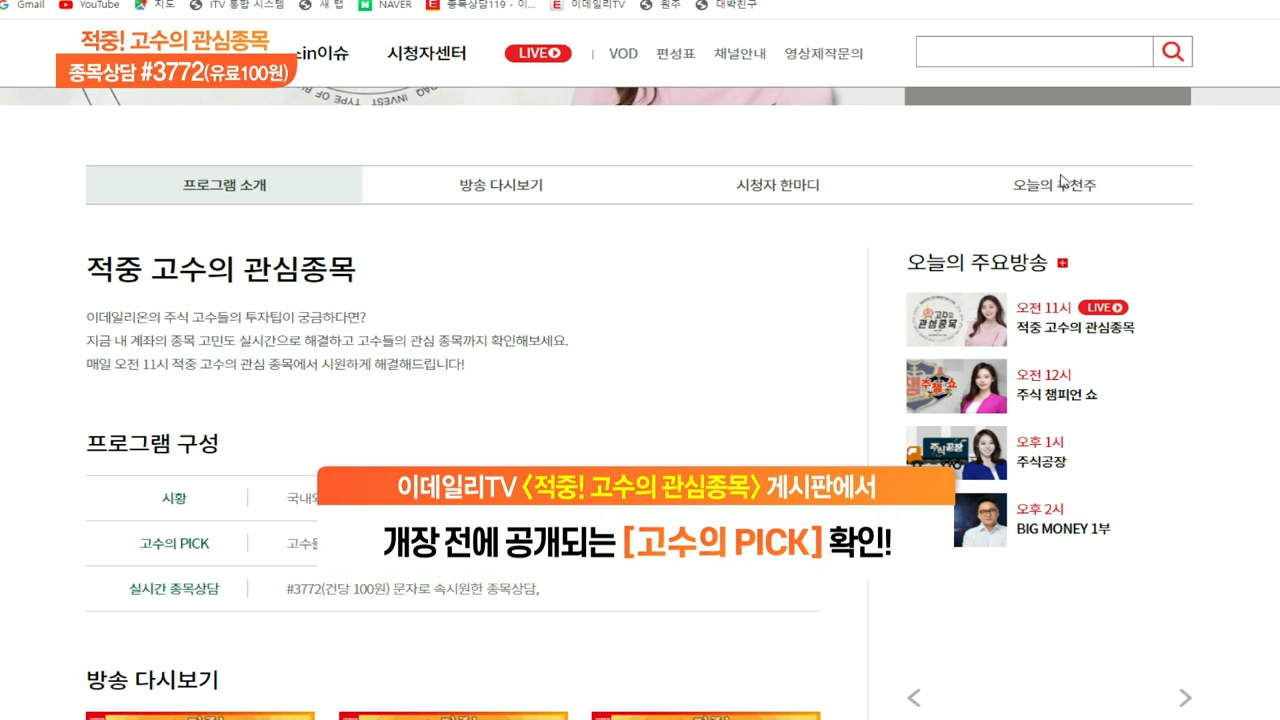 Gmail
YouTube
지도
ITV 통합 시스템
새 탭
NAVER
종목상담119 - 이...
이데일리TV
원주
대박친구
적중! 고수의 관심종목
종목상담 #3772(유료100원)
in이슈
시청자센터
LIVE
VOD
편성표
채널안내
영상제작문의
프로그램 소개
방송 다시보기
시청자 한마디
오늘의 추천주
적중 고수의 관심종목
이데일리온의 주식 고수들의 투자팁이 궁금하다면?
지금 내 계좌의 종목 고민도 실시간으로 해결하고 고수들의 관심 종목까지 확인해보세요.
매일 오전 11시 적중 고수의 관심 종목에서 시원하게 해결해드립니다!
프로그램 구성
시황
고수의 PICK
실시간 종목상담
#3772(건당 100원) 문자로 속시원한 종목상담,
이데일리TV <적중! 고수의 관심종목> 게시판에서
개장 전에 공개되는 [고수의 PICK] 확인!
방송 다시보기
오늘의 주요방송
오전 11시 LIVE
적중 고수의 관심종목
오전 12시
주식 챔피언 쇼
오후 1시
주식공장
오후 2시
BIG MONEY 1부